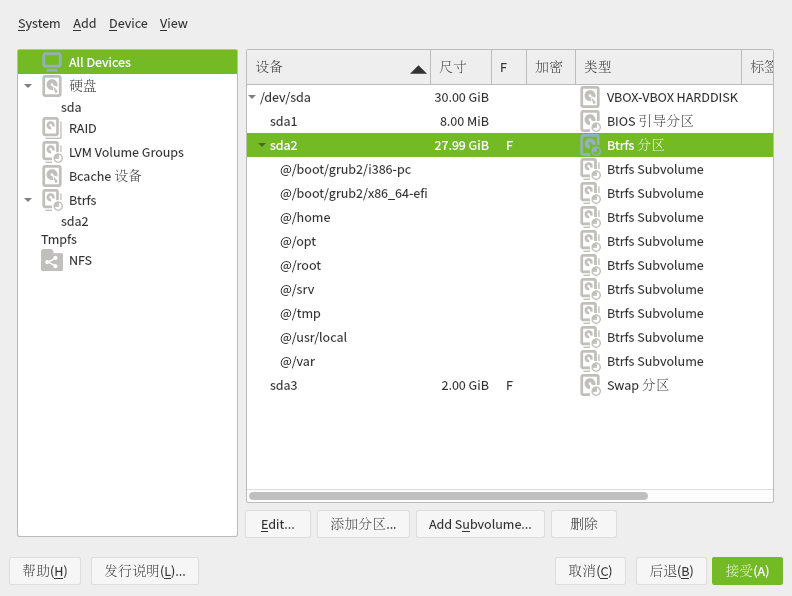 System Add Device View
All Devices
硬盘
sda
RAID
LVM Volume Groups
Bcache 设备
Btrfs
sda2
Tmpfs
NFS
设备 尺寸 F 加密 类型 标签
/dev/sda 30.00 GiB VBOX-VBOX HARDDISK
sda1 8.00 MiB BIOS 引导分区
sda2 27.99 GiB F Btrfs 分区
@/boot/grub2/i386-pc Btrfs Subvolume
@/boot/grub2/x86_64-efi Btrfs Subvolume
@/home Btrfs Subvolume
@/opt Btrfs Subvolume
@/root Btrfs Subvolume
@/srv Btrfs Subvolume
@/tmp Btrfs Subvolume
@/usr/local Btrfs Subvolume
@/var Btrfs Subvolume
sda3 2.00 GiB F Swap 分区
Edit... 添加分区... Add Subvolume... 删除
帮助(H) 发行说明(L)... 取消(C) 后退(B) 接受(A)